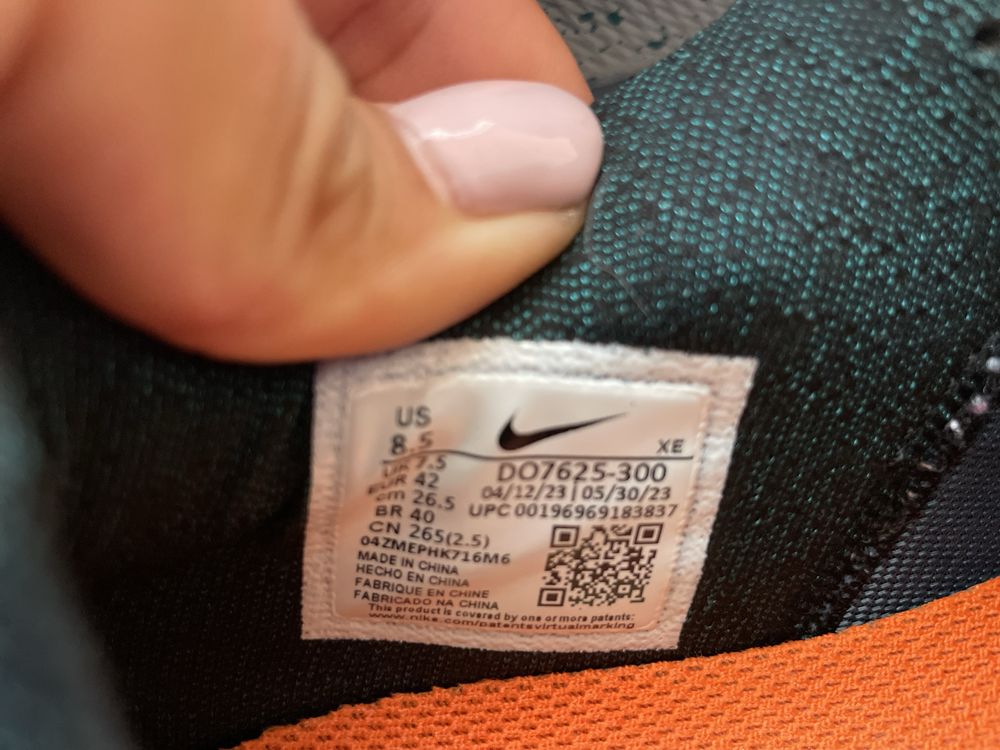 US
8.5
XE
UK 7.5
EUR 42
cm 26.5
BR 40
CN 265(2.5)
DO7625-300
04/12/23 | 05/30/23
UPC 00196969183837
04ZMEPHK716M6
MADE IN CHINA
HECHO EN CHINA
FABRIQUE EN CHINE
FABRICADO NA CHINA
This product is covered by one or more patents:
www.nike.com/patentsvirtualmarking